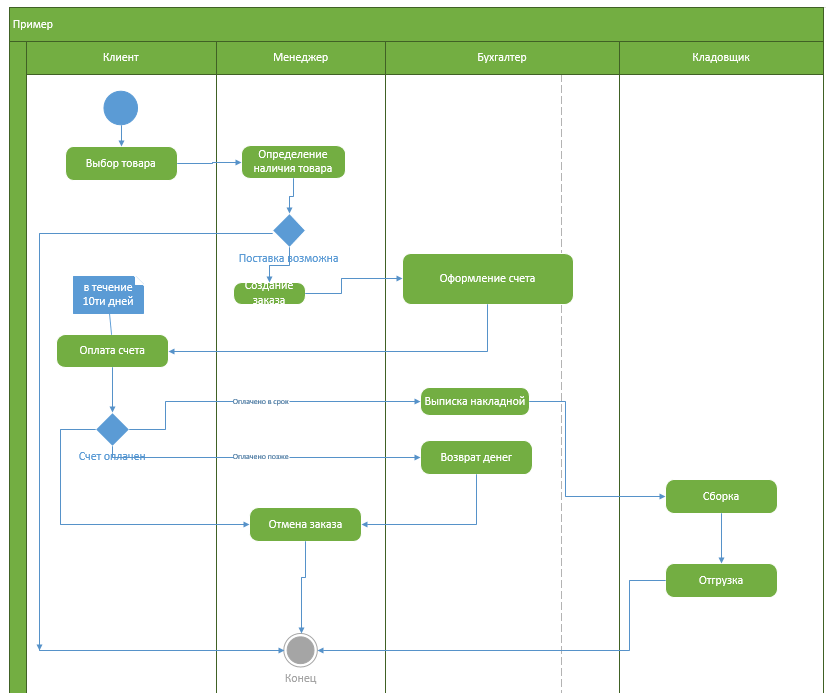 Пример
Клиент
Менеджер
Бухгалтер
Кладовщик
Выбор товара
Определение
наличия товара
Поставка возможна
Создание
заказа
Оформление счета
в течение
10ти дней
Оплата счета
Оплачено в срок
Выписка накладной
Счет оплачен
Оплачено позже
Возврат денег
Сборка
Отмена заказа
Отгрузка
Конец